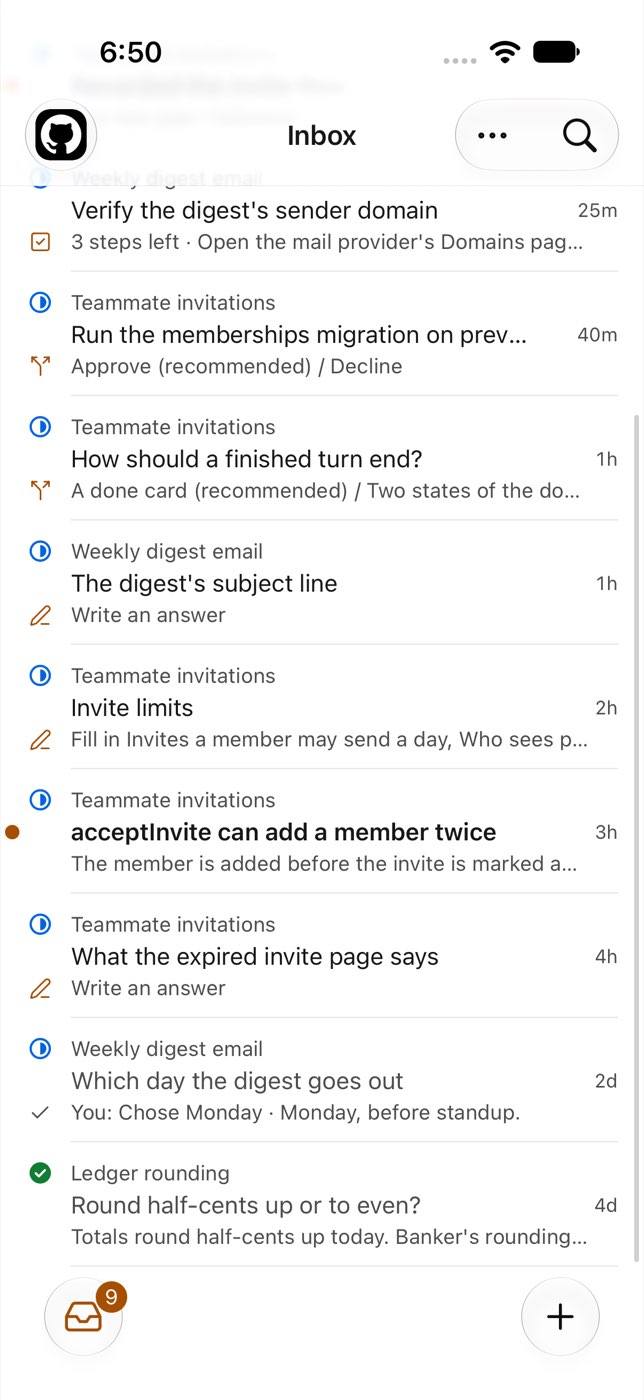 6:50
Inbox
Weekly digest email
Verify the digest's sender domain
25m
3 steps left · Open the mail provider's Domains pag...
Teammate invitations
Run the memberships migration on prev...
40m
Approve (recommended) / Decline
Teammate invitations
How should a finished turn end?
1h
A done card (recommended) / Two states of the do...
Weekly digest email
The digest's subject line
1h
Write an answer
Teammate invitations
Invite limits
2h
Fill in Invites a member may send a day, Who sees p...
Teammate invitations
acceptInvite can add a member twice
3h
The member is added before the invite is marked a...
Teammate invitations
What the expired invite page says
4h
Write an answer
Weekly digest email
Which day the digest goes out
2d
You: Chose Monday · Monday, before standup.
Ledger rounding
Round half-cents up or to even?
4d
Totals round half-cents up today. Banker's rounding...
9